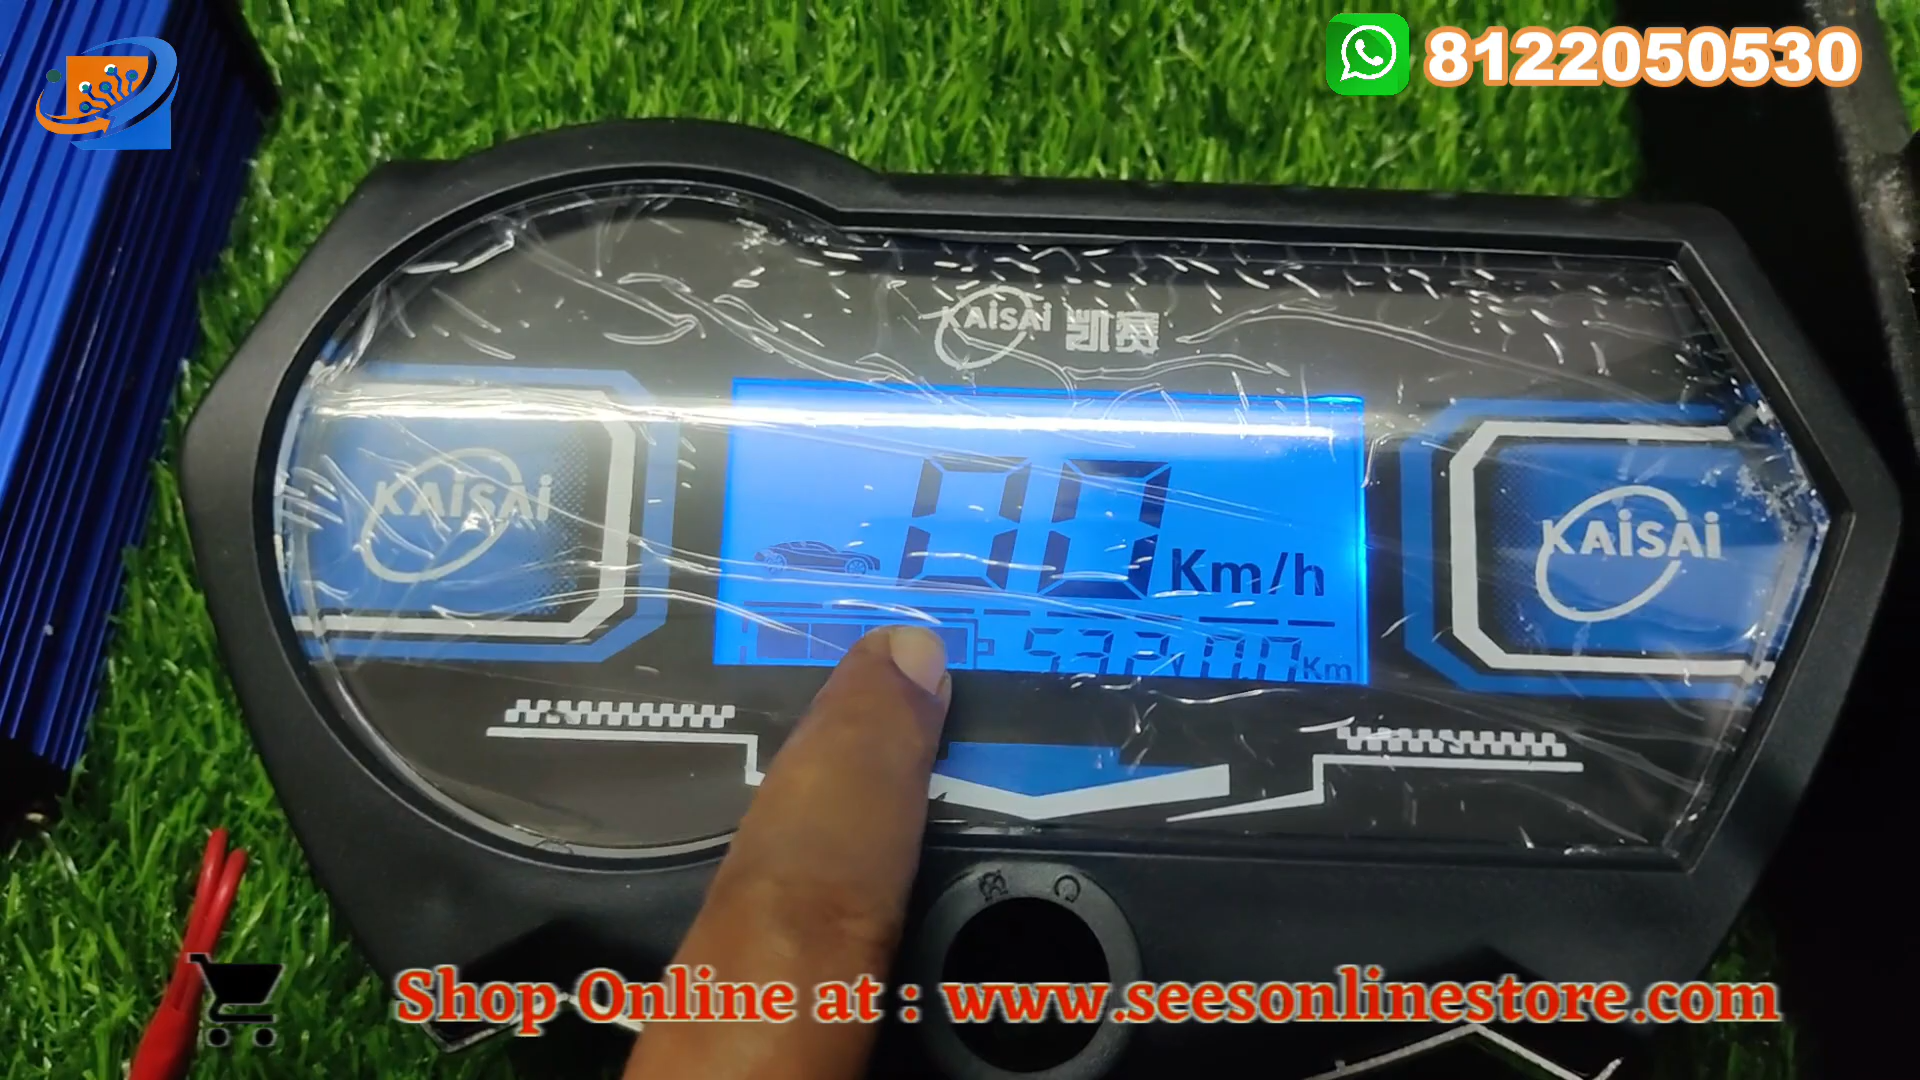 8122050530
KAiSAi 凯赛
KAiSAi
00 Km/h
KAiSAi
Km
Shop Online at : www.seesonlinestore.com